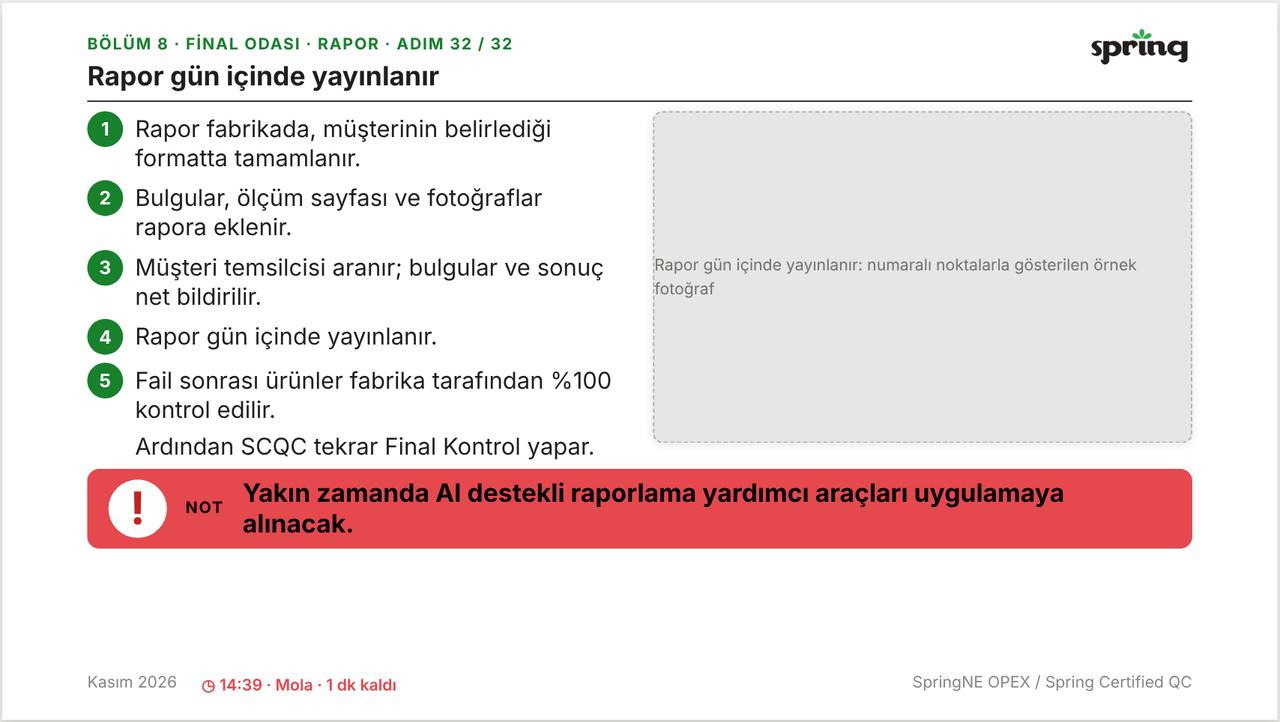 BÖLÜM 8 · FİNAL ODASI · RAPOR · ADIM 32 / 32
spring
Rapor gün içinde yayınlanır
1 Rapor fabrikada, müşterinin belirlediği
formatta tamamlanır.
2 Bulgular, ölçüm sayfası ve fotoğraflar
rapora eklenir.
3 Müşteri temsilcisi aranır; bulgular ve sonuç
net bildirilir.
4 Rapor gün içinde yayınlanır.
5 Fail sonrası ürünler fabrika tarafından %100
kontrol edilir.
Ardından SCQC tekrar Final Kontrol yapar.
Rapor gün içinde yayınlanır: numaralı noktalarla gösterilen örnek
fotoğraf
! NOT Yakın zamanda AI destekli raporlama yardımcı araçları uygulamaya
alınacak.
Kasım 2026
◷ 14:39 · Mola · 1 dk kaldı
SpringNE OPEX / Spring Certified QC